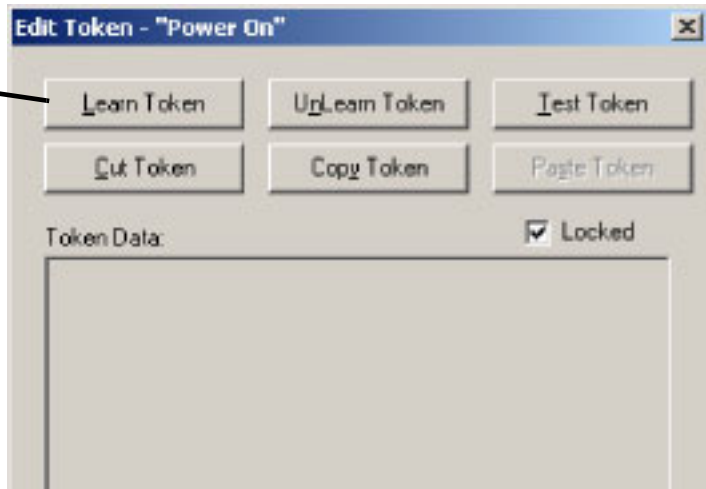 Edit Token - "Power On"
Learn Token UnLearn Token Test Token
Cut Token Copy Token Paste Token
Token Data: Locked